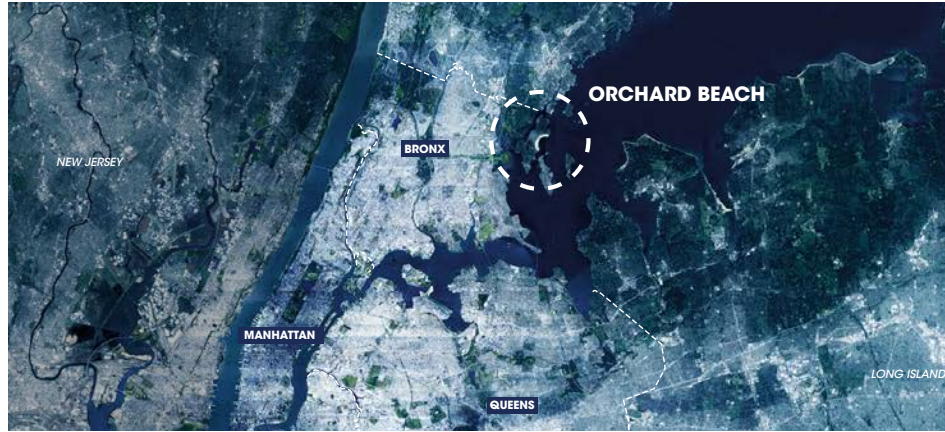 ORCHARD BEACH
BRONX
NEW JERSEY
MANHATTAN
LONG ISLAND
QUEENS